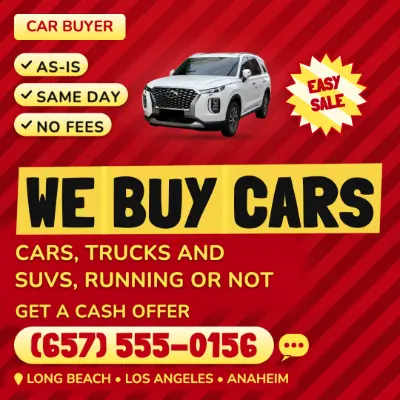 CAR BUYER
AS-IS
SAME DAY
NO FEES
EASY
SALE
WE BUY CARS
CARS, TRUCKS AND
SUVS, RUNNING OR NOT
GET A CASH OFFER
(657) 555-0156
LONG BEACH • LOS ANGELES • ANAHEIM